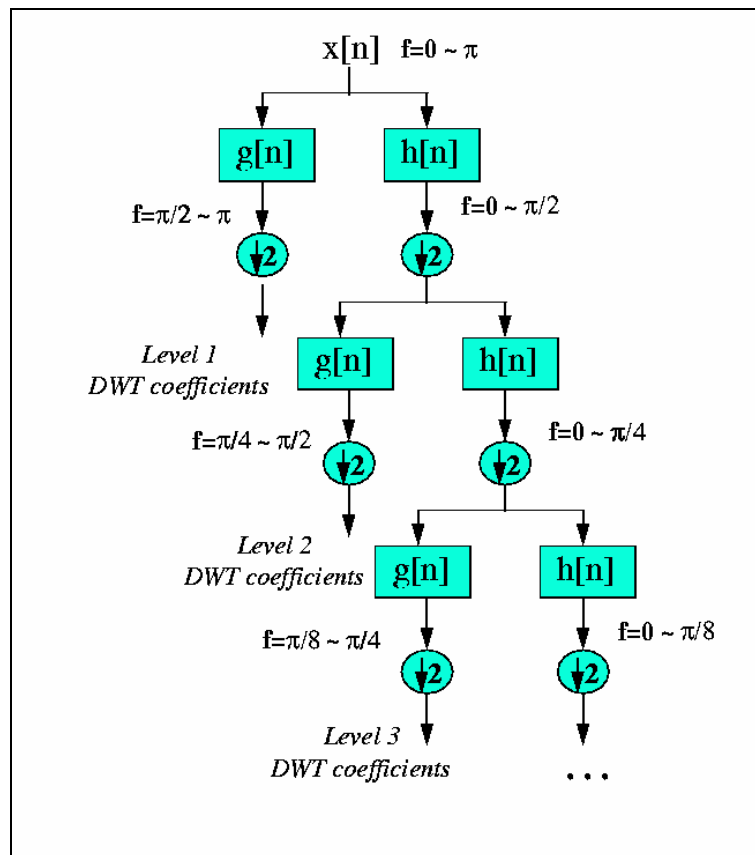 x[n] f=0 ~ π
g[n] h[n]
f=π/2 ~ π f=0 ~ π/2
↓2 ↓2
Level 1
DWT coefficients
g[n] h[n]
f=π/4 ~ π/2 f=0 ~ π/4
↓2 ↓2
Level 2
DWT coefficients
g[n] h[n]
f=π/8 ~ π/4 f=0 ~ π/8
↓2 ↓2
Level 3
DWT coefficients
...